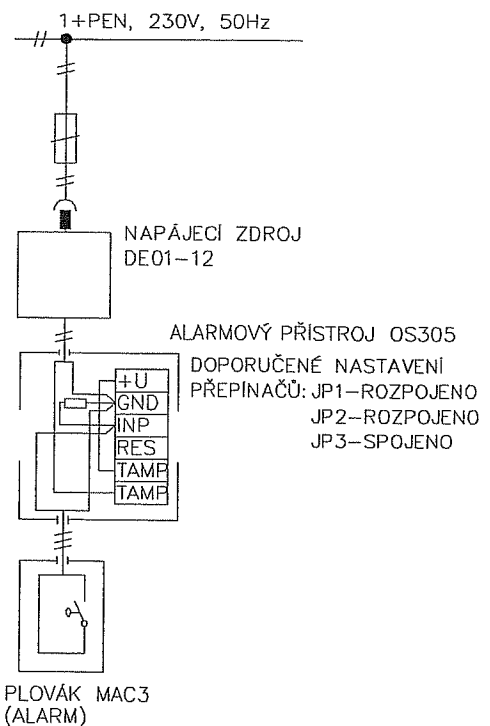 1+PEN, 230V, 50Hz
NAPÁJECÍ ZDROJ
DE01-12
ALARMOVÝ PŘÍSTROJ OS305
DOPORUČENÉ NASTAVENÍ
PŘEPÍNAČŮ: JP1-ROZPOJENO
JP2-ROZPOJENO
JP3-SPOJENO
+U
GND
INP
RES
TAMP
TAMP
PLOVÁK MAC3
(ALARM)